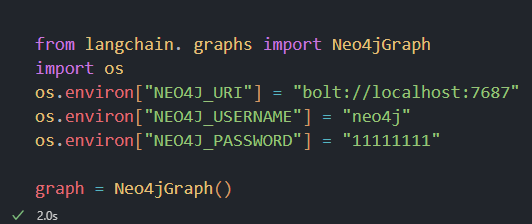 from langchain. graphs import Neo4jGraph
import os
os.environ["NEO4J_URI"] = "bolt://localhost:7687"
os.environ["NEO4J_USERNAME"] = "neo4j"
os.environ["NEO4J_PASSWORD"] = "11111111"
graph = Neo4jGraph()
2.0s